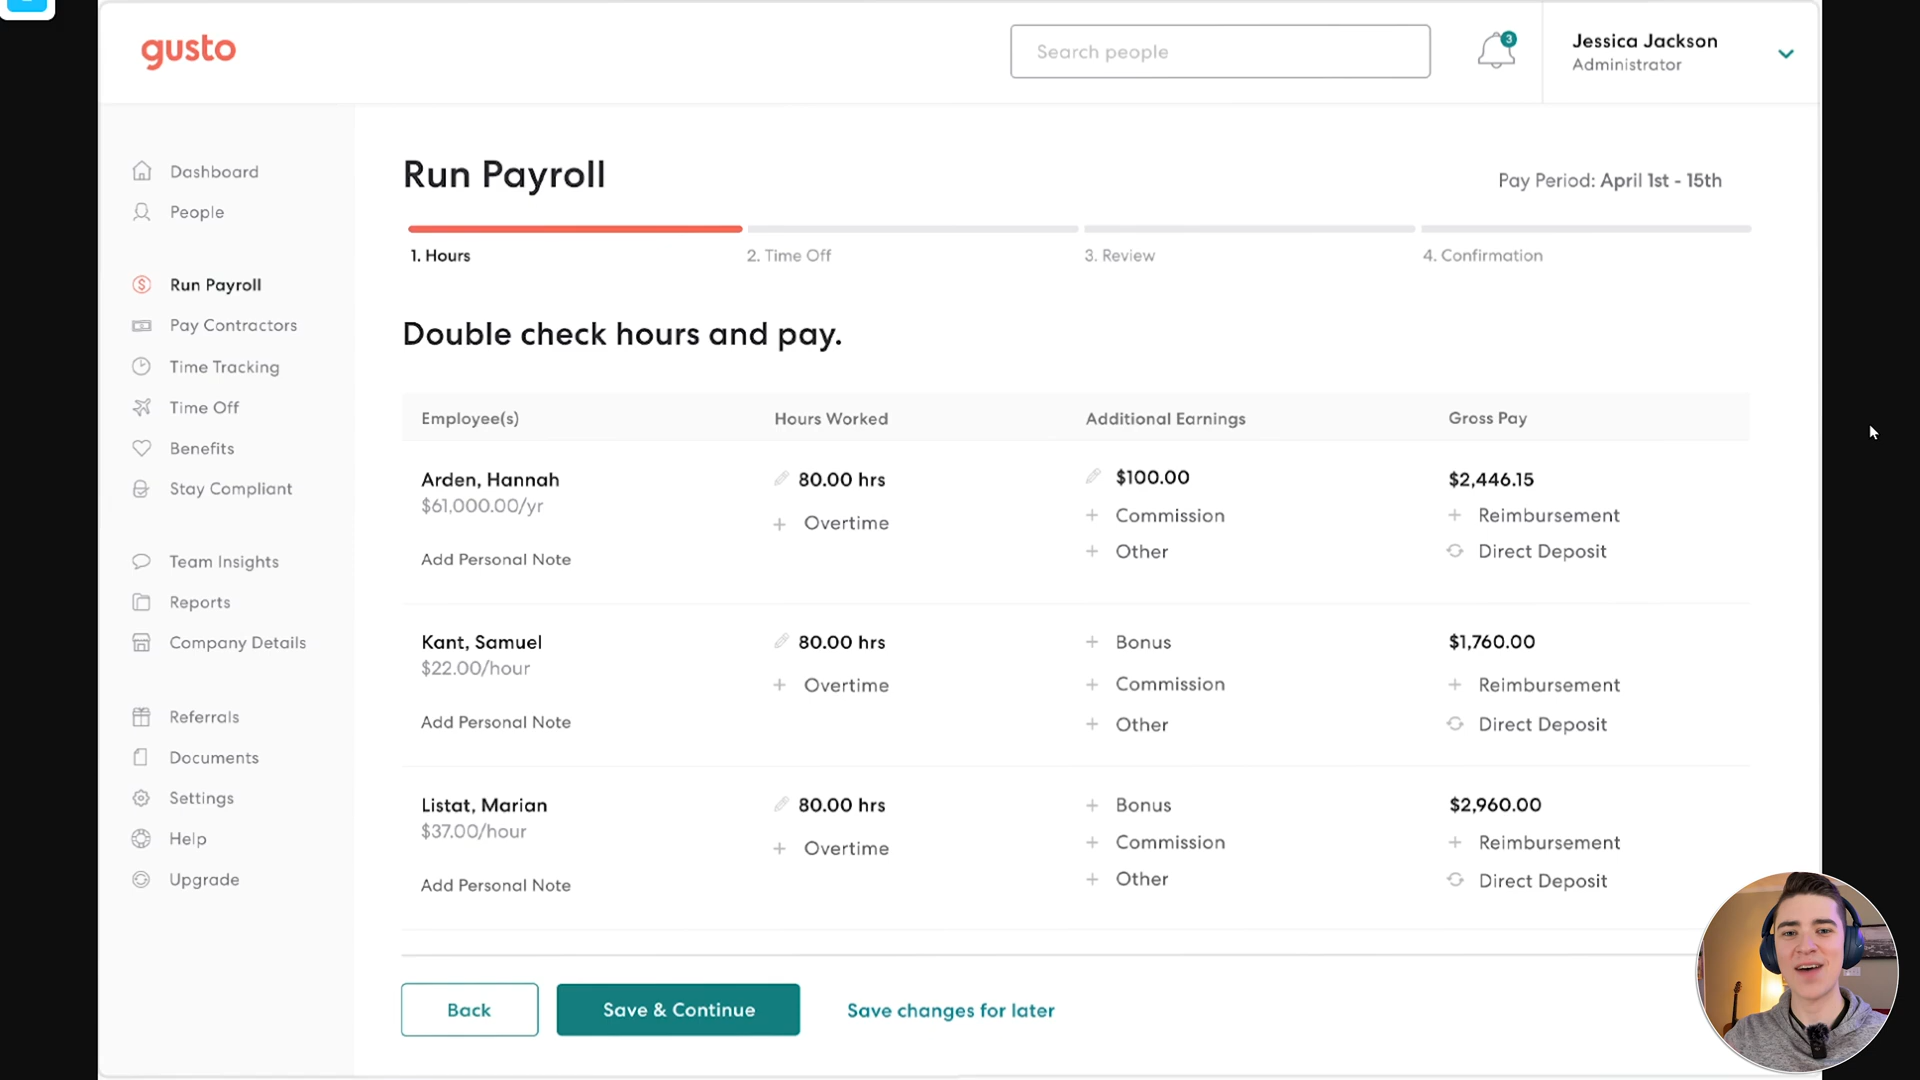 gusto
Search people
3
Jessica Jackson
Administrator
Dashboard
People
Run Payroll
Pay Contractors
Time Tracking
Time Off
Benefits
Stay Compliant
Team Insights
Reports
Company Details
Referrals
Documents
Settings
Help
Upgrade
Run Payroll
Pay Period: April 1st - 15th
1. Hours
2. Time Off
3. Review
4. Confirmation
Double check hours and pay.
Employee(s) Hours Worked Additional Earnings Gross Pay
Arden, Hannah
$61,000.00/yr
Add Personal Note
80.00 hrs
+ Overtime
$100.00
+ Commission
+ Other
$2,446.15
+ Reimbursement
Direct Deposit
Kant, Samuel
$22.00/hour
Add Personal Note
80.00 hrs
+ Overtime
+ Bonus
+ Commission
+ Other
$1,760.00
+ Reimbursement
Direct Deposit
Listat, Marian
$37.00/hour
Add Personal Note
80.00 hrs
+ Overtime
+ Bonus
+ Commission
+ Other
$2,960.00
+ Reimbursement
Direct Deposit
Back
Save & Continue
Save changes for later